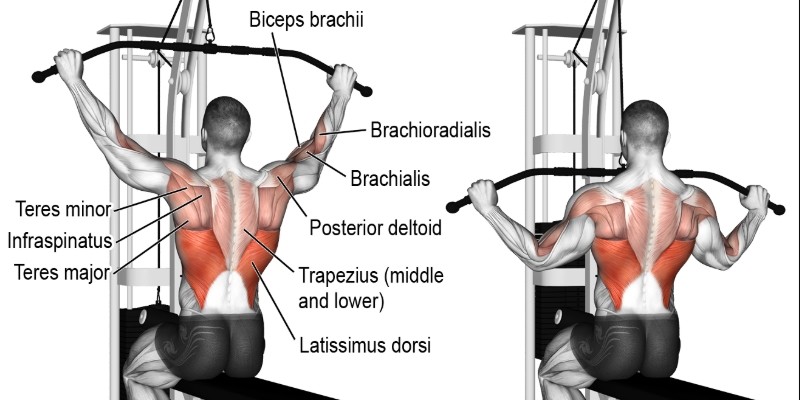 Biceps brachii
Brachioradialis
Brachialis
Teres minor
Posterior deltoid
Infraspinatus
Teres major
Trapezius (middle
and lower)
Latissimus dorsi